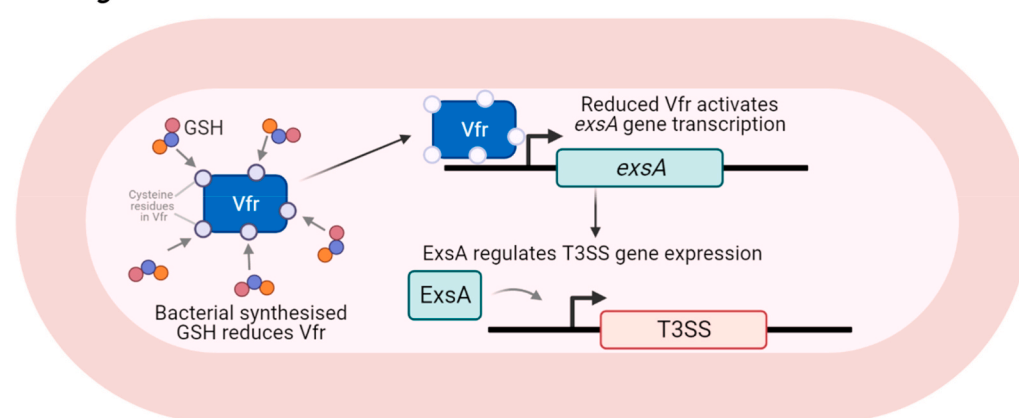 GSH
Cysteine
residues
in Vfr
Vfr
Bacterial synthesised
GSH reduces Vfr
Vfr
Reduced Vfr activates
exsA gene transcription
exsA
ExsA regulates T3SS gene expression
ExsA
T3SS